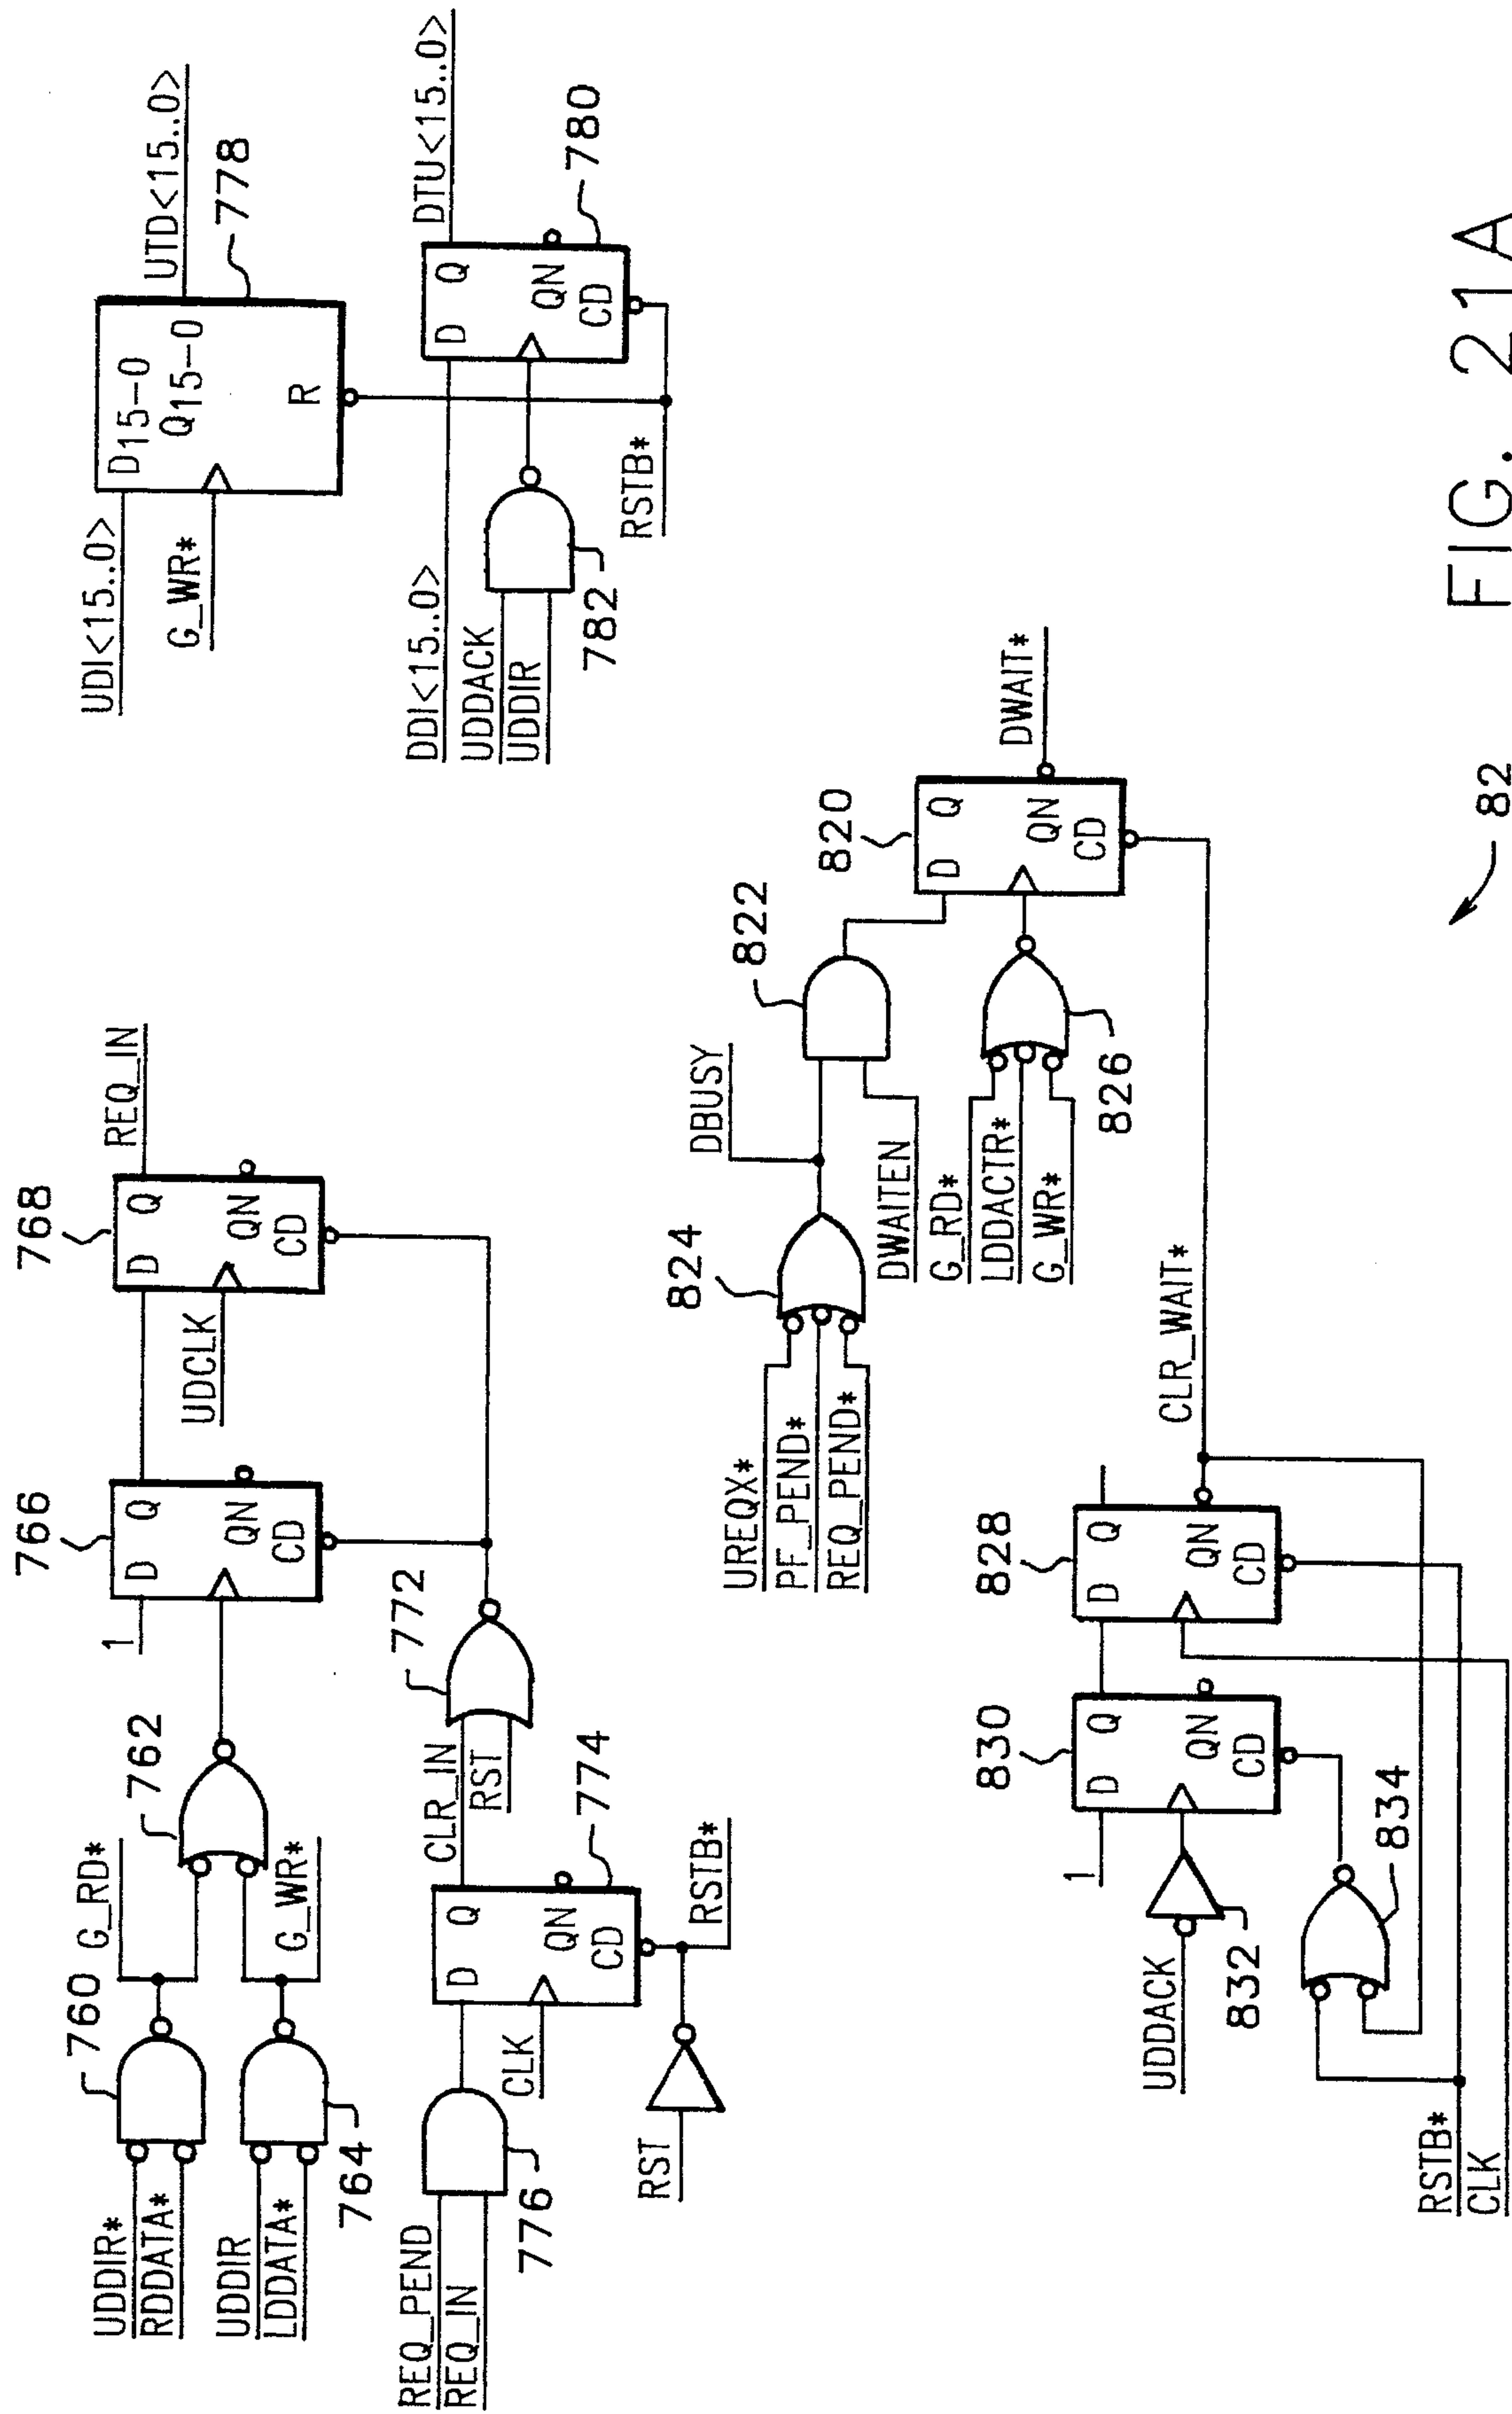 UDDIR*
RDDATA*
760
G_RD*
762
UDDIR
LDDATA*
764
G_WR*
1
766
D Q
QN
CD
UDCLK
768
D Q
QN
CD
REQ_IN
REQ_PEND
REQ_IN
776
CLK
D Q
QN
CD
774
CLR_IN
RST
772
RST
RSTB*
UDI<15..0>
G_WR*
D15-0
Q15-0
R
UTD<15..0>
778
DDI<15..0>
UDDACK
UDDIR
782
RSTB*
D Q
QN
CD
DTU<15..0>
780
UREQX*
PF_PEND*
REQ_PEND*
824
DBUSY
822
DWAITEN
G_RD*
LDDACTR*
G_WR*
826
820
D Q
QN
CD
DWAIT*
UDDACK
832
1
830
D Q
QN
CD
834
828
D Q
QN
CD
CLR_WAIT*
RSTB*
CLK
82
FIG. 21A